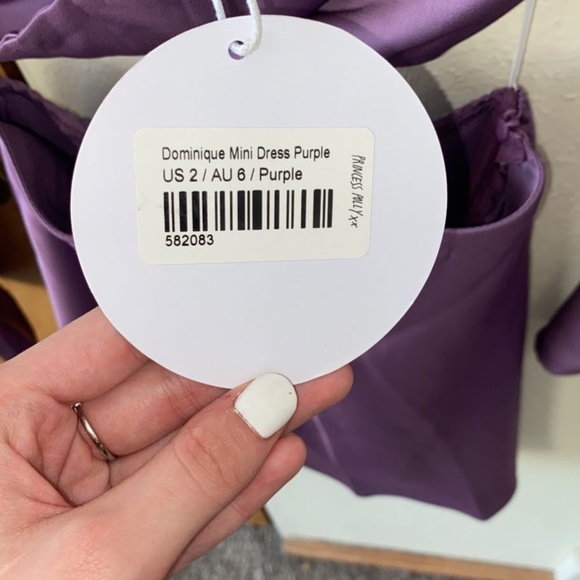 Dominique Mini Dress Purple
US 2 / AU 6 / Purple
582083
PRINCESS POLLY xx